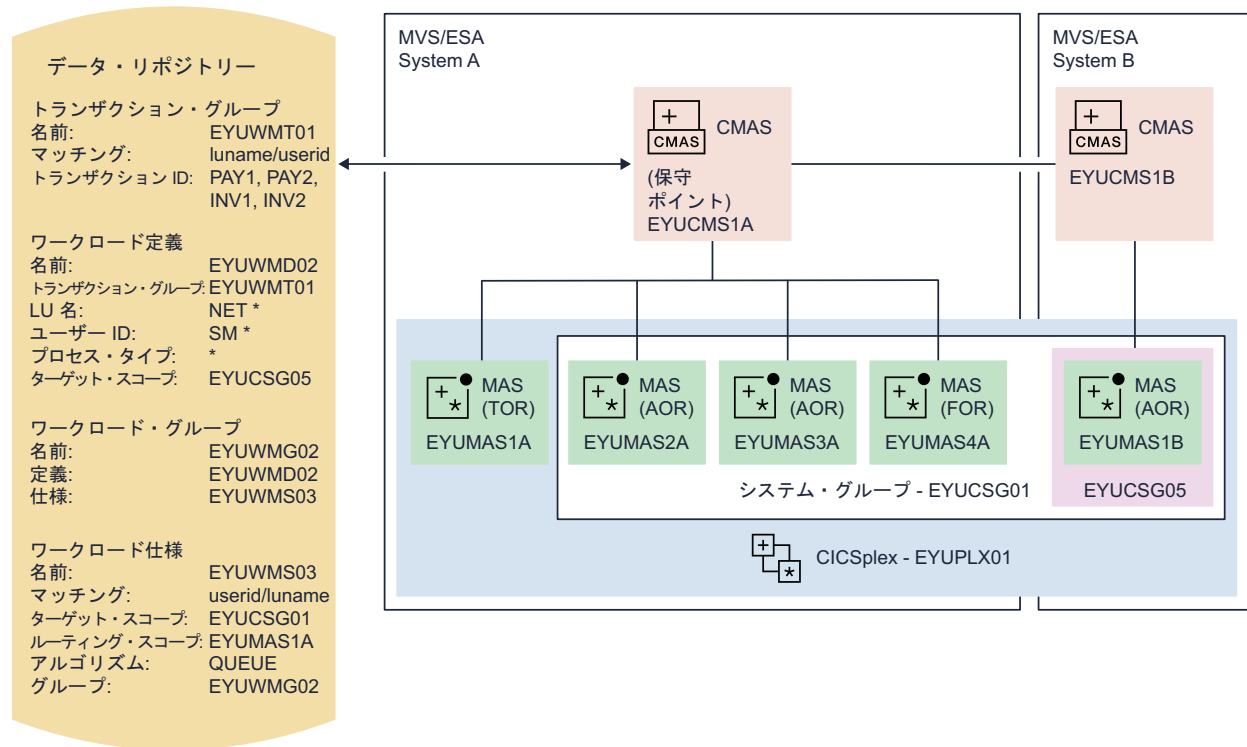 データ・リポジトリー
トランザクション・グループ
名前: EYUWMT01
マッチング: luname/userid
トランザクション ID: PAY1, PAY2,
INV1, INV2
ワークロード定義
名前: EYUWMD02
トランザクション・グループ: EYUWMT01
LU 名: NET *
ユーザー ID: SM *
プロセス・タイプ: *
ターゲット・スコープ: EYUCSG05
ワークロード・グループ
名前: EYUWMG02
定義: EYUWMD02
仕様: EYUWMS03
ワークロード仕様
名前: EYUWMS03
マッチング: userid/luname
ターゲット・スコープ: EYUCSG01
ルーティング・スコープ: EYUMAS1A
アルゴリズム: QUEUE
グループ: EYUWMG02
MVS/ESA
System A
CMAS
CMAS
(保守
ポイント)
EYUCMS1A
MVS/ESA
System B
CMAS
CMAS
EYUCMS1B
MAS
(TOR)
EYUMAS1A
MAS
(AOR)
EYUMAS2A
MAS
(AOR)
EYUMAS3A
MAS
(FOR)
EYUMAS4A
MAS
(AOR)
EYUMAS1B
システム・グループ - EYUCSG01
EYUCSG05
CICSplex - EYUPLX01